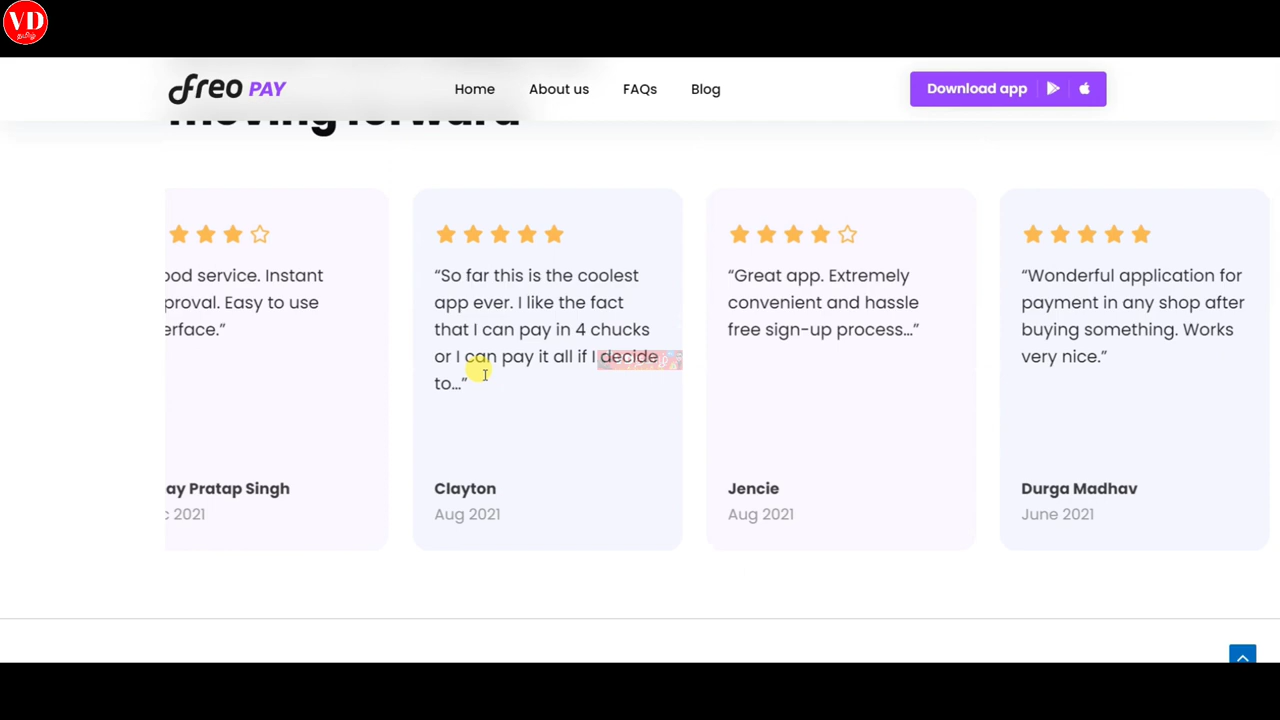 VD
தமிழ்
freo PAY
Home
About us
FAQs
Blog
Download app
moving forward
ood service. Instant
proval. Easy to use
erface.”
ay Pratap Singh
c 2021
“So far this is the coolest
app ever. I like the fact
that I can pay in 4 chucks
or I can pay it all if I decide
to...”
Clayton
Aug 2021
“Great app. Extremely
convenient and hassle
free sign-up process...”
Jencie
Aug 2021
“Wonderful application for
payment in any shop after
buying something. Works
very nice.”
Durga Madhav
June 2021